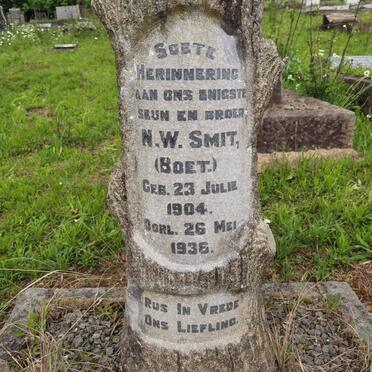 SOETE
HERINNERING
AAN ONS ENIGSTE
SEUN EN BROER
N.W. SMIT,
(BOET.)
GEB. 23 JULIE
1904.
OORL. 26 MEI
1936.
RUS IN VREDE
ONS LIEFLING.